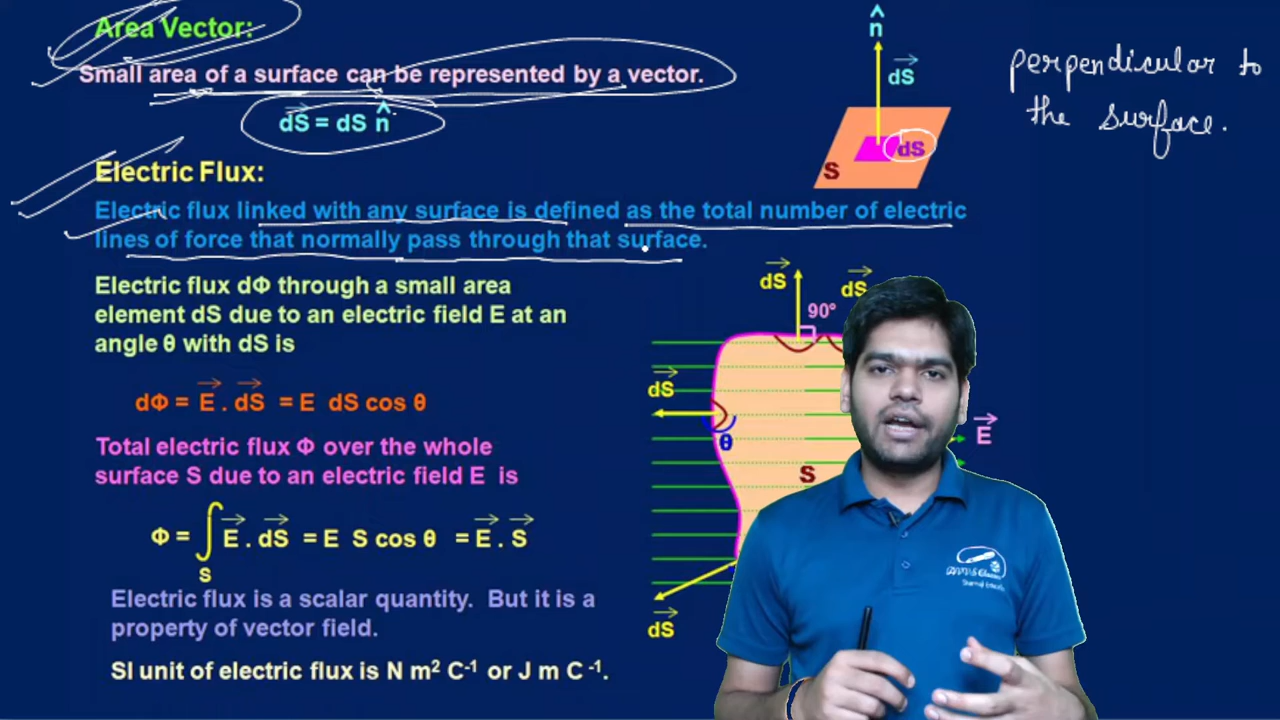 Area Vector:
Small area of a surface can be represented by a vector.
dS = dS n̂
n̂
dS
dS
S
perpendicular to
the surface.
Electric Flux:
Electric flux linked with any surface is defined as the total number of electric
lines of force that normally pass through that surface.
Electric flux dΦ through a small area
element dS due to an electric field E at an
angle θ with dS is
dΦ = E . dS = E dS cos θ
Total electric flux Φ over the whole
surface S due to an electric field E is
Φ = ∫ E . dS = E S cos θ = E . S
S
Electric flux is a scalar quantity. But it is a
property of vector field.
SI unit of electric flux is N m² C⁻¹ or J m C⁻¹.
dS
dS
90°
dS
θ
E
S
dS